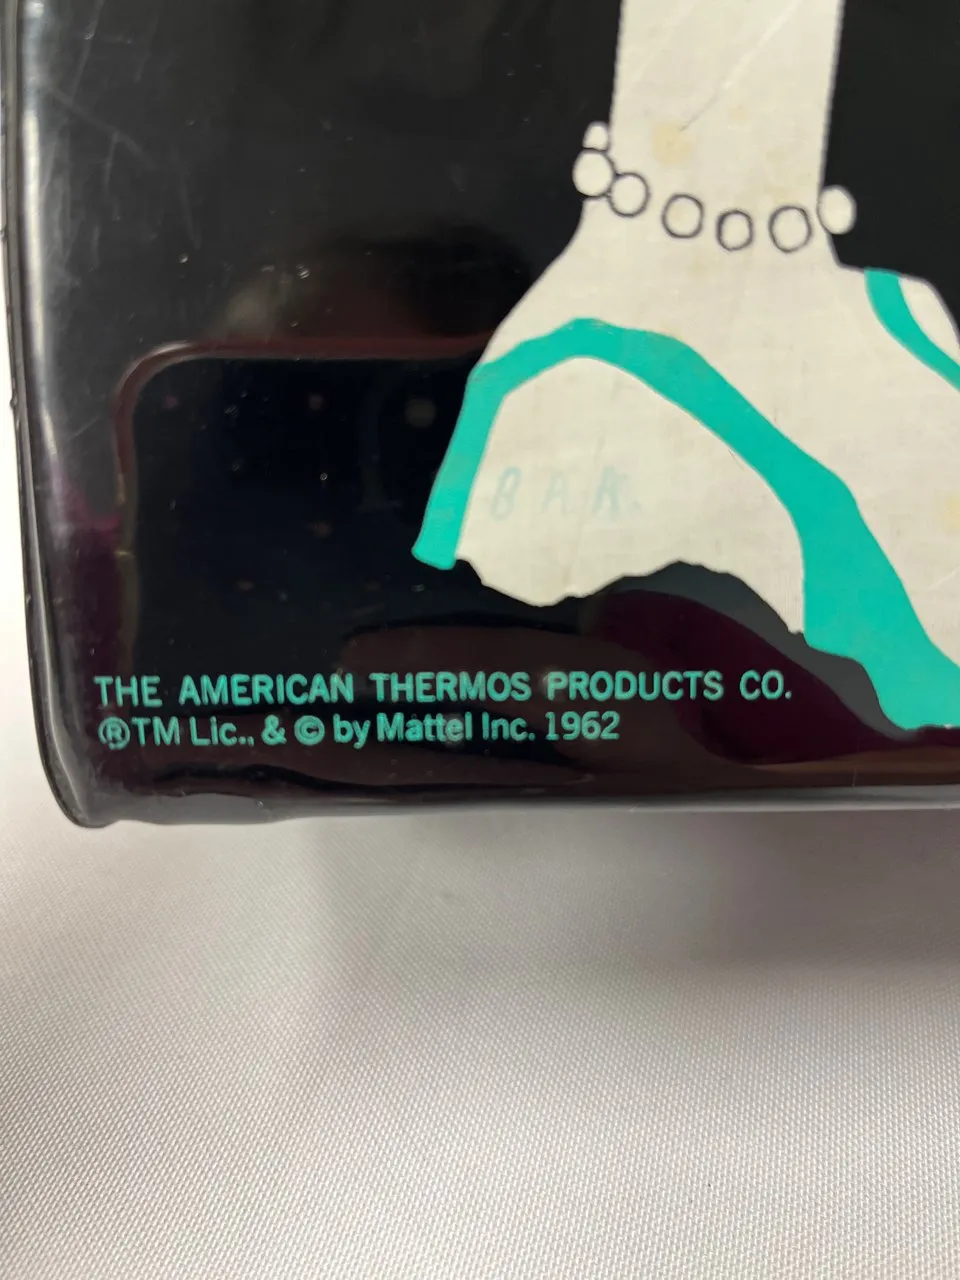 B A.K.
THE AMERICAN THERMOS PRODUCTS CO.
®TM Lic., & © by Mattel Inc. 1962